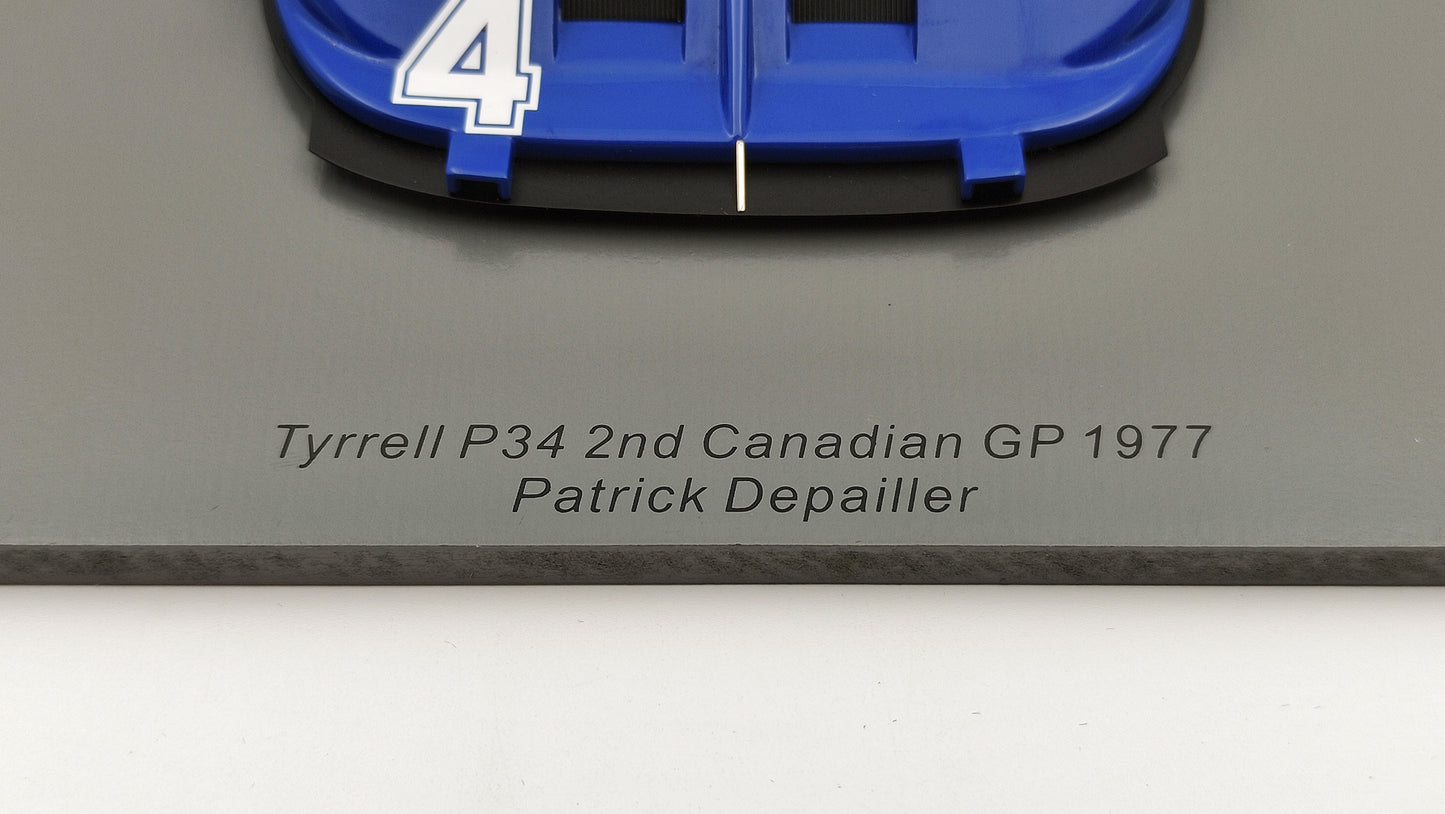 4
Tyrrell P34 2nd Canadian GP 1977
Patrick Depailler